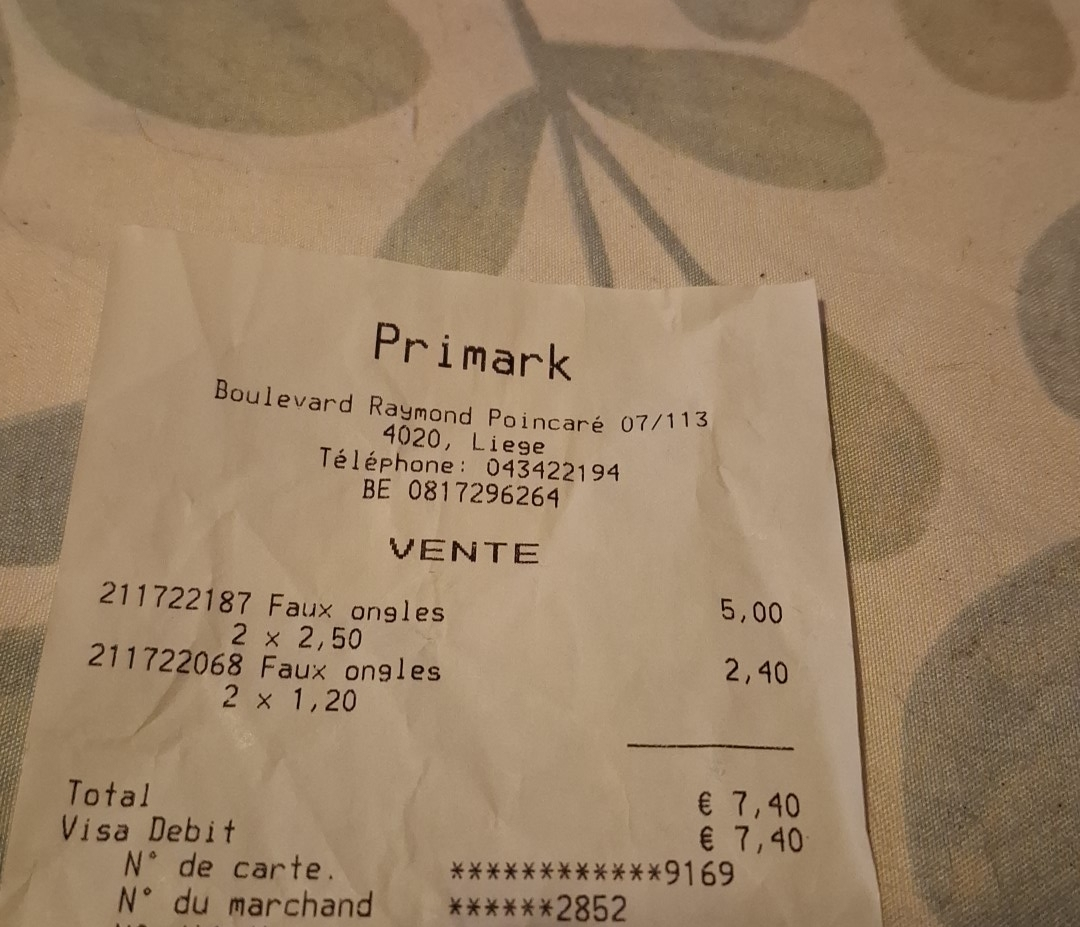 Primark
Boulevard Raymond Poincaré 07/113
4020, Liege
Téléphone: 043422194
BE 0817296264
VENTE
211722187 Faux ongles 5,00
2 x 2,50
211722068 Faux ongles 2,40
2 x 1,20
Total € 7,40
Visa Debit € 7,40
N° de carte. ************9169
N° du marchand ******2852